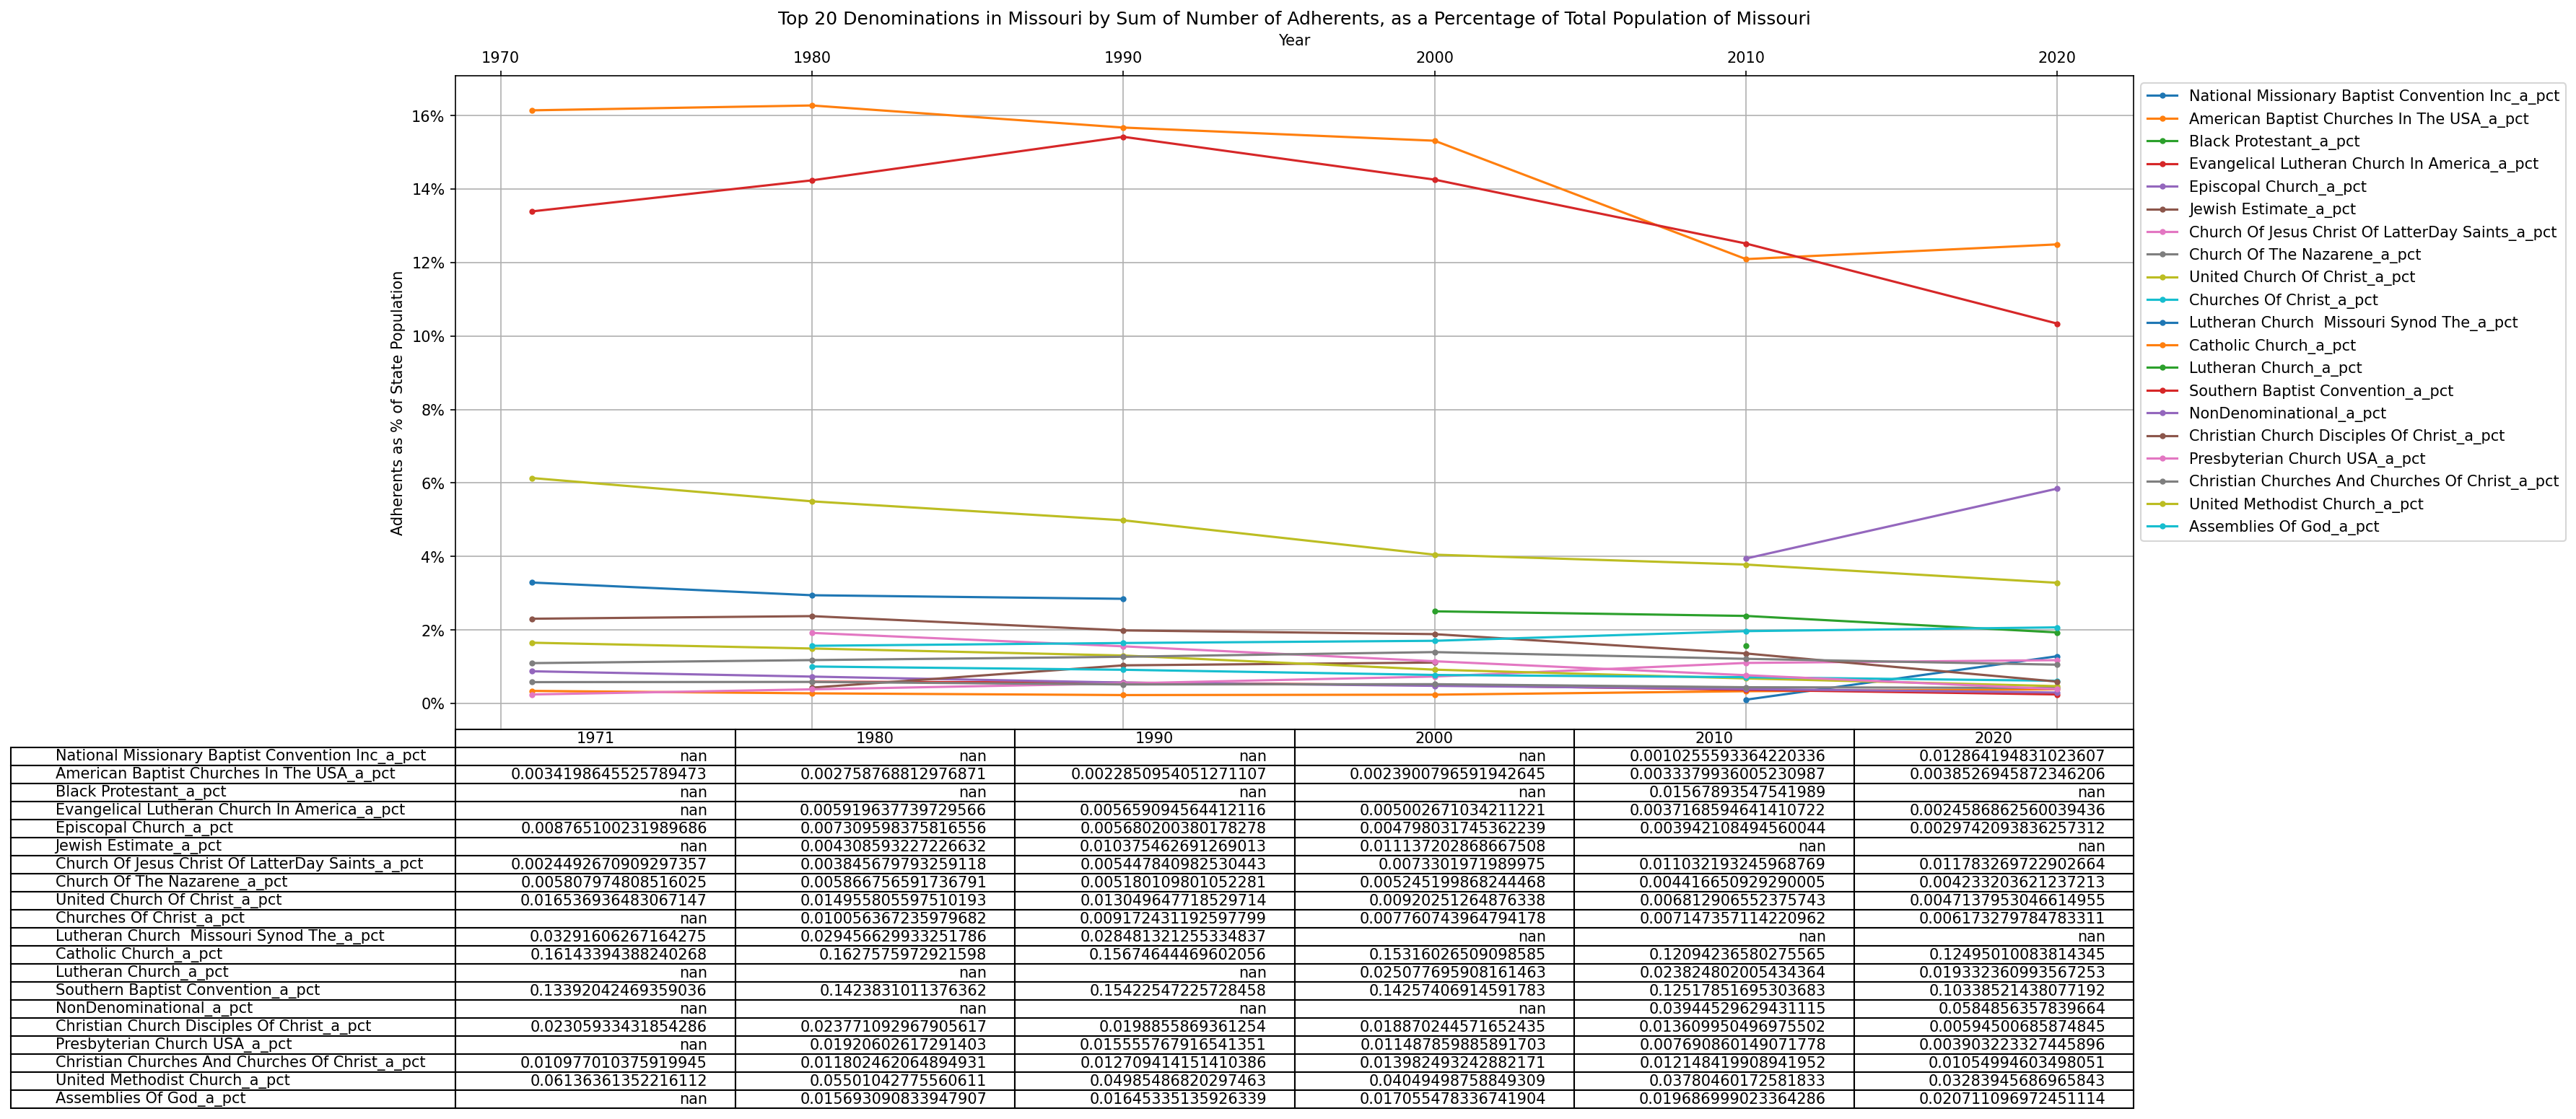 Top 20 Denominations in Missouri by Sum of Number of Adherents, as a Percentage of Total Population of Missouri
Year
1970 1980 1990 2000 2010 2020
16%
14%
12%
10%
8%
6%
4%
2%
0%
Adherents as % of State Population
National Missionary Baptist Convention Inc_a_pct
American Baptist Churches In The USA_a_pct
Black Protestant_a_pct
Evangelical Lutheran Church In America_a_pct
Episcopal Church_a_pct
Jewish Estimate_a_pct
Church Of Jesus Christ Of LatterDay Saints_a_pct
Church Of The Nazarene_a_pct
United Church Of Christ_a_pct
Churches Of Christ_a_pct
Lutheran Church  Missouri Synod The_a_pct
Catholic Church_a_pct
Lutheran Church_a_pct
Southern Baptist Convention_a_pct
NonDenominational_a_pct
Christian Church Disciples Of Christ_a_pct
Presbyterian Church USA_a_pct
Christian Churches And Churches Of Christ_a_pct
United Methodist Church_a_pct
Assemblies Of God_a_pct
1971 1980 1990 2000 2010 2020
National Missionary Baptist Convention Inc_a_pct nan nan nan nan 0.0010255593364220336 0.012864194831023607
American Baptist Churches In The USA_a_pct 0.0034198645525789473 0.002758768812976871 0.0022850954051271107 0.0023900796591942645 0.0033379936005230987 0.0038526945872346206
Black Protestant_a_pct nan nan nan nan 0.01567893547541989 nan
Evangelical Lutheran Church In America_a_pct nan 0.005919637739729566 0.005659094564412116 0.005002671034211221 0.0037168594641410722 0.0024586862560039436
Episcopal Church_a_pct 0.008765100231989686 0.007309598375816556 0.005680200380178278 0.004798031745362239 0.003942108494560044 0.0029742093836257312
Jewish Estimate_a_pct nan 0.004308593227226632 0.010375462691269013 0.011137202868667508 nan nan
Church Of Jesus Christ Of LatterDay Saints_a_pct 0.0024492670909297357 0.003845679793259118 0.005447840982530443 0.0073301971989975 0.011032193245968769 0.011783269722902664
Church Of The Nazarene_a_pct 0.005807974808516025 0.005866756591736791 0.005180109801052281 0.005245199868244468 0.004416650929290005 0.004233203621237213
United Church Of Christ_a_pct 0.016536936483067147 0.014955805597510193 0.013049647718529714 0.00920251264876338 0.006812906552375743 0.0047137953046614955
Churches Of Christ_a_pct nan 0.010056367235979682 0.009172431192597799 0.007760743964794178 0.007147357114220962 0.006173279784783311
Lutheran Church  Missouri Synod The_a_pct 0.03291606267164275 0.029456629933251786 0.028481321255334837 nan nan nan
Catholic Church_a_pct 0.16143394388240268 0.1627575972921598 0.15674644469602056 0.15316026509098585 0.12094236580275565 0.12495010083814345
Lutheran Church_a_pct nan nan nan 0.025077695908161463 0.023824802005434364 0.019332360993567253
Southern Baptist Convention_a_pct 0.13392042469359036 0.1423831011376362 0.15422547225728458 0.14257406914591783 0.12517851695303683 0.10338521438077192
NonDenominational_a_pct nan nan nan nan 0.03944529629431115 0.0584856357839664
Christian Church Disciples Of Christ_a_pct 0.02305933431854286 0.023771092967905617 0.0198855869361254 0.018870244571652435 0.013609950496975502 0.00594500685874845
Presbyterian Church USA_a_pct nan 0.01920602617291403 0.015555767916541351 0.011487859885891703 0.007690860149071778 0.003903223327445896
Christian Churches And Churches Of Christ_a_pct 0.010977010375919945 0.011802462064894931 0.012709414151410386 0.013982493242882171 0.012148419908941952 0.01054994603498051
United Methodist Church_a_pct 0.06136361352216112 0.05501042775560611 0.04985486820297463 0.04049498758849309 0.03780460172581833 0.03283945686965843
Assemblies Of God_a_pct nan 0.015693090833947907 0.01645335135926339 0.017055478336741904 0.019686999023364286 0.020711096972451114